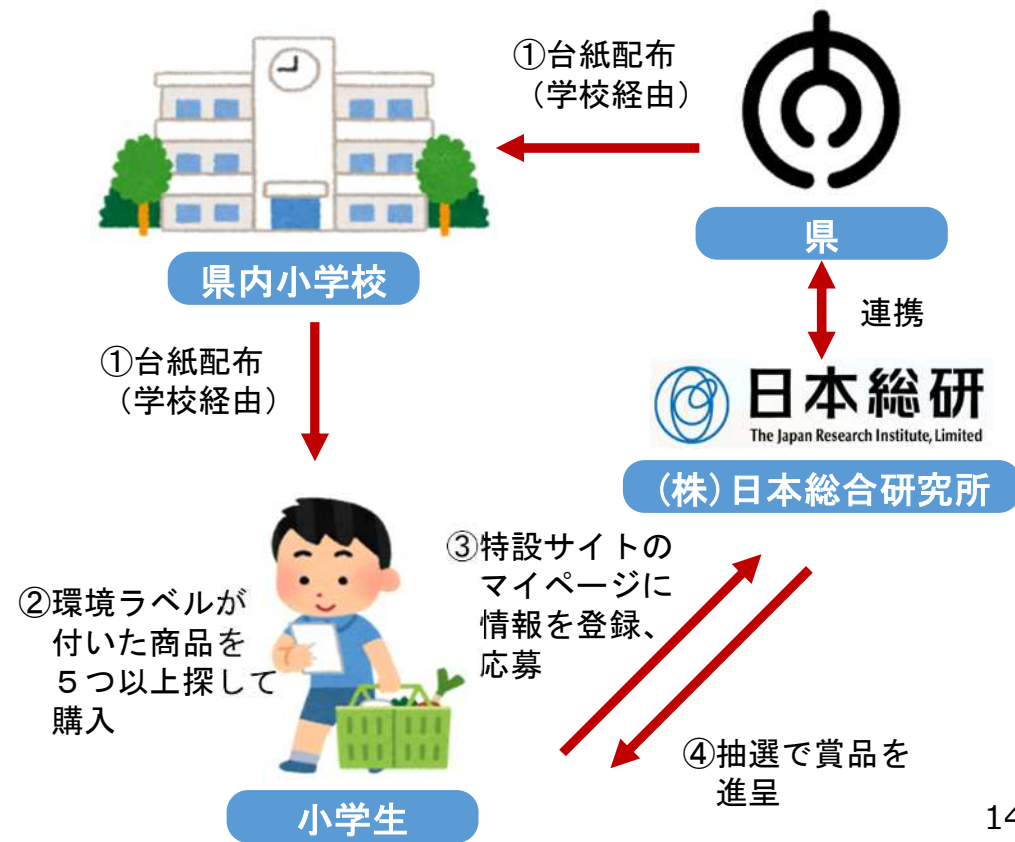 ①台紙配布
（学校経由）
県
県内小学校
連携
①台紙配布
（学校経由）
日本総研
The Japan Research Institute, Limited
(株)日本総合研究所
②環境ラベルが
付いた商品を
５つ以上探して
購入
③特設サイトの
マイページに
情報を登録、
応募
④抽選で賞品を
進呈
小学生
14